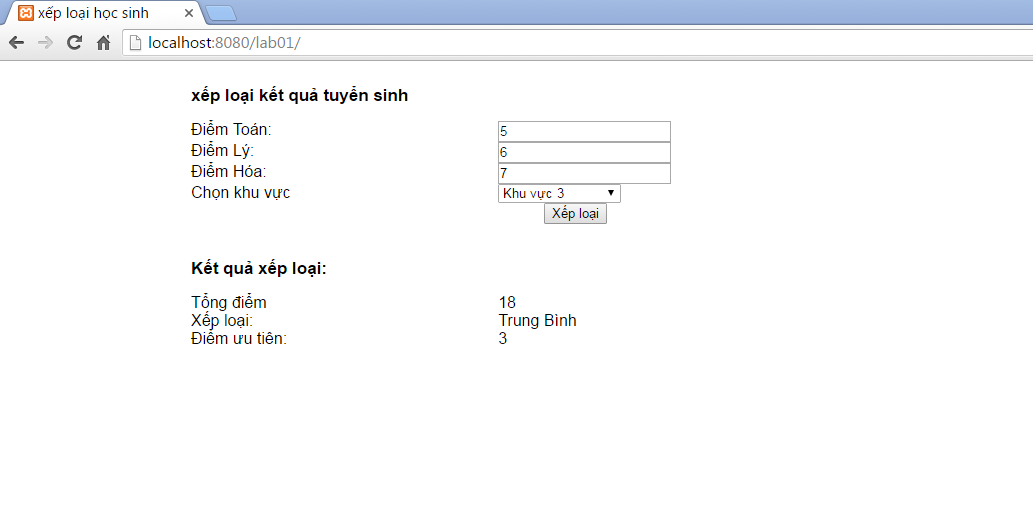 xếp loại học sinh
localhost:8080/lab01/
xếp loại kết quả tuyển sinh
Điểm Toán: 5
Điểm Lý: 6
Điểm Hóa: 7
Chọn khu vực Khu vực 3
Xếp loại
Kết quả xếp loại:
Tổng điểm 18
Xếp loại: Trung Bình
Điểm ưu tiên: 3